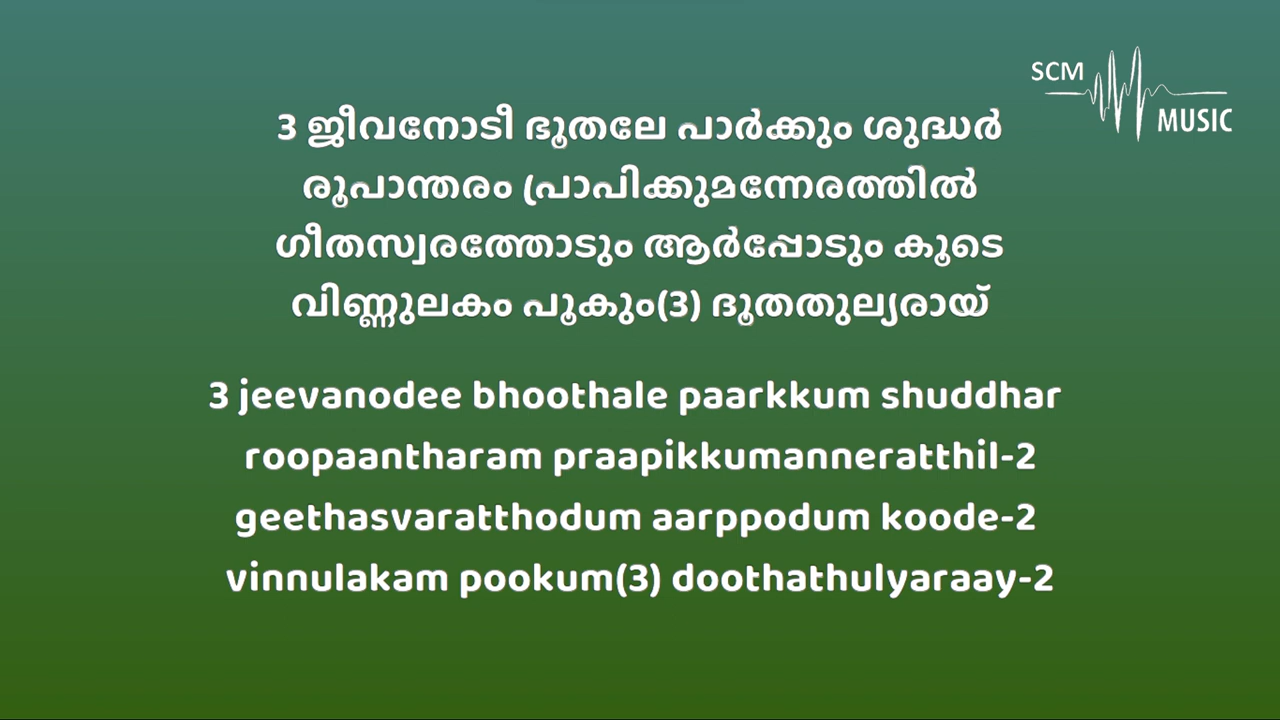 SCM
MUSIC
3 ജീവനോടീ ഭൂതലേ പാർക്കും ശുദ്ധർ
രൂപാന്തരം പ്രാപിക്കുമന്നേരത്തിൽ
ഗീതസ്വരത്തോടും ആർപ്പോടും കൂടെ
വിണ്ണുലകം പൂകും(3) ദൂതതുല്യരായ്
3 jeevanodee bhoothale paarkkum shuddhar
roopaantharam praapikkumanneratthil-2
geethasvaratthodum aarppodum koode-2
vinnulakam pookum(3) doothathulyaraay-2